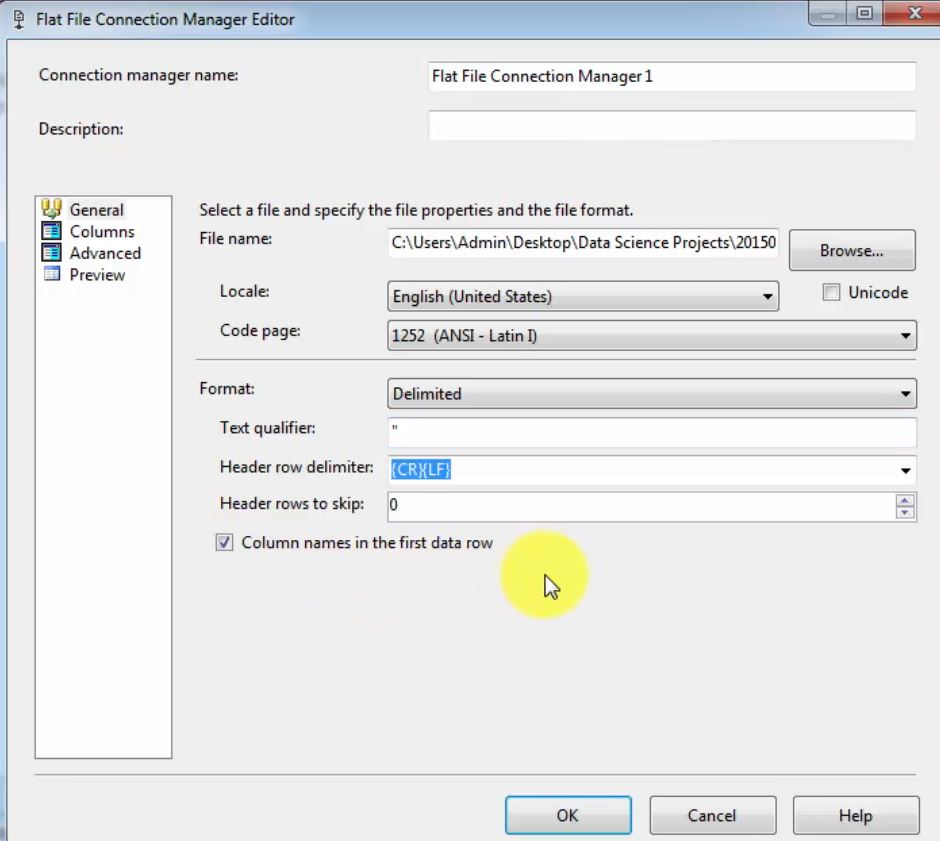 Flat File Connection Manager Editor
Connection manager name: Flat File Connection Manager 1
Description:
General
Columns
Advanced
Preview
Select a file and specify the file properties and the file format.
File name: C:\Users\Admin\Desktop\Data Science Projects\20150 Browse...
Locale: English (United States) Unicode
Code page: 1252 (ANSI - Latin I)
Format: Delimited
Text qualifier: "
Header row delimiter: {CR}{LF}
Header rows to skip: 0
Column names in the first data row
OK Cancel Help